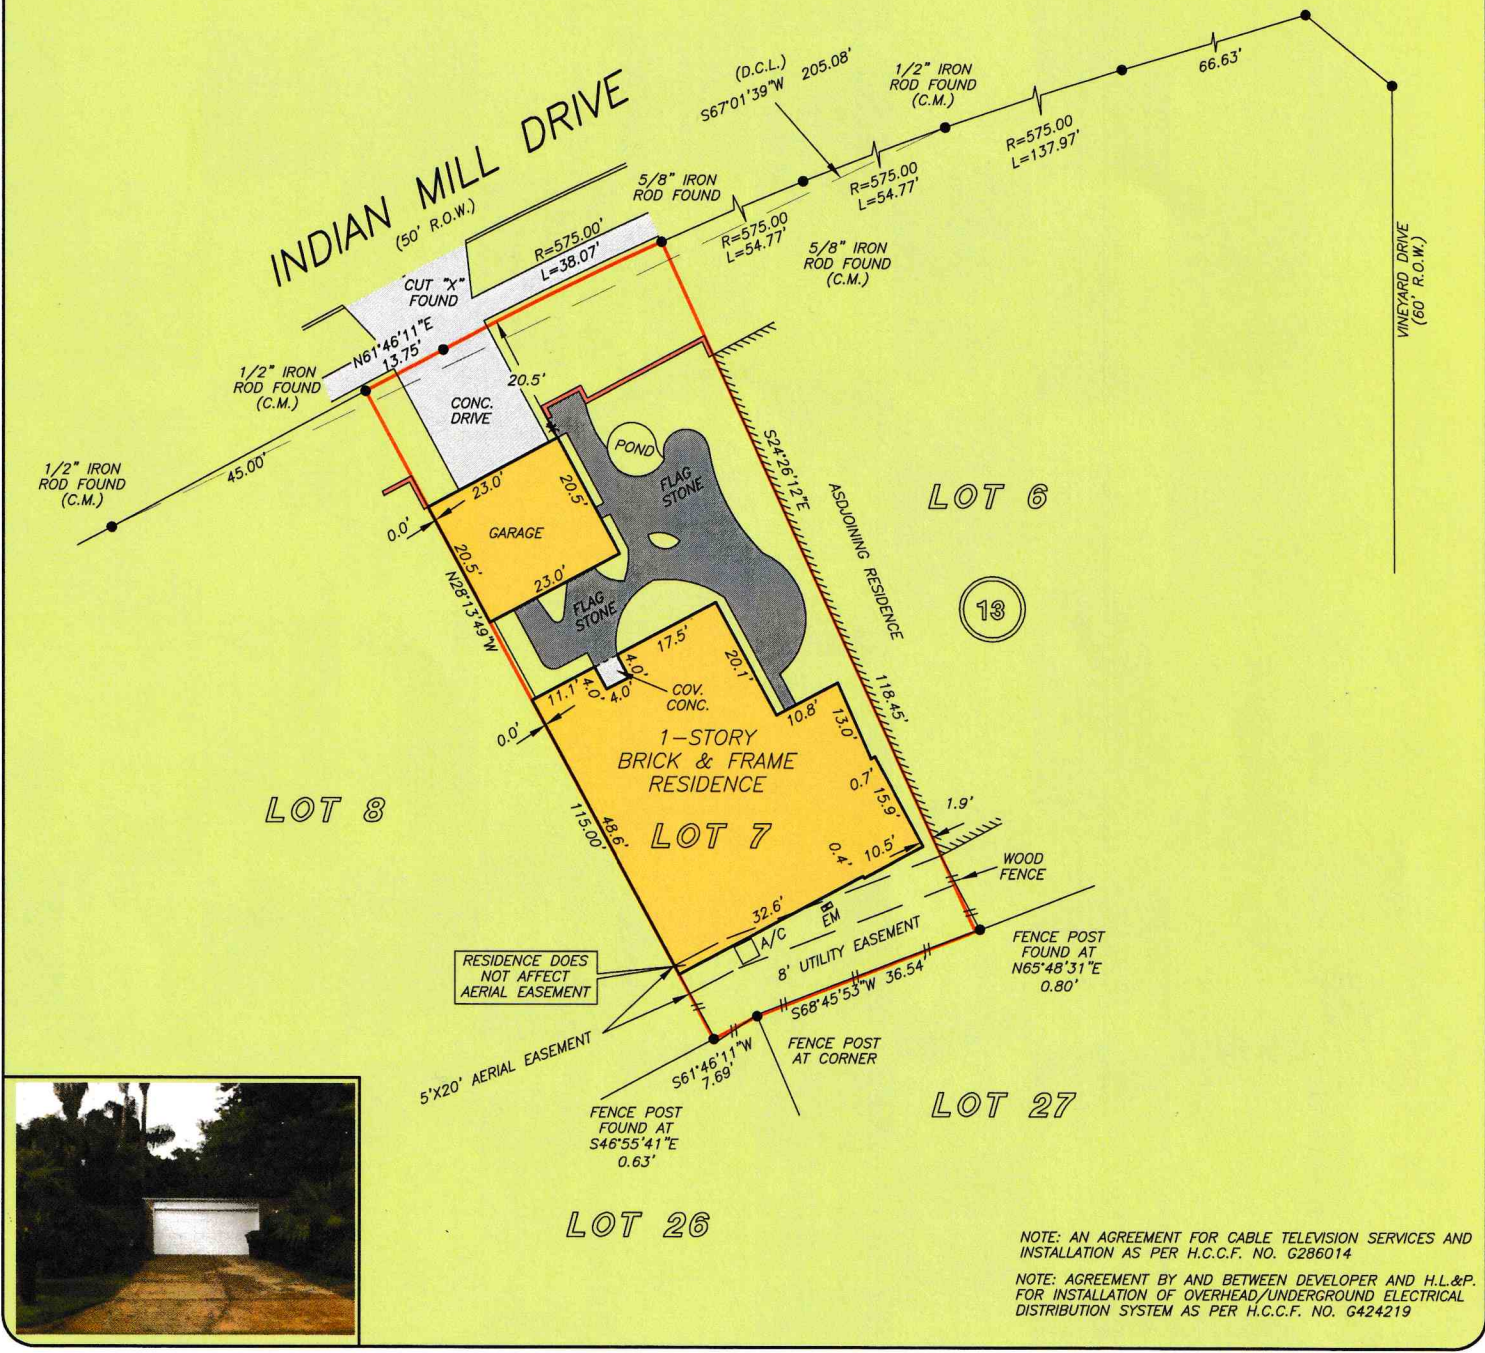 INDIAN MILL DRIVE
(50' R.O.W.)
(D.C.L.)
S67°01'39"W 205.08'
1/2" IRON
ROD FOUND
(C.M.)
66.63'
R=575.00
L=137.97'
R=575.00
L=54.77'
5/8" IRON
ROD FOUND
R=575.00
L=54.77'
5/8" IRON
ROD FOUND
(C.M.)
VINEYARD DRIVE
(60' R.O.W.)
R=575.00'
L=38.07'
CUT "X"
FOUND
N61°46'11"E
13.75'
1/2" IRON
ROD FOUND
(C.M.)
45.00'
1/2" IRON
ROD FOUND
(C.M.)
CONC.
DRIVE
20.5'
POND
FLAG
STONE
S24°26'12"E
ASDJOINING RESIDENCE
118.45'
LOT 6
13
23.0'
20.5'
GARAGE
0.0'
20.5'
23.0'
N28°13'49"W
FLAG
STONE
17.5'
20.1'
4.0'
11.1'
4.0'
4.0'
COV.
CONC.
0.0'
10.8'
13.0'
1-STORY
BRICK & FRAME
RESIDENCE
0.7'
15.9'
1.9'
LOT 8
115.00'
48.6'
LOT 7
0.4'
10.5'
WOOD
FENCE
32.6'
A/C
EM
8' UTILITY EASEMENT
RESIDENCE DOES
NOT AFFECT
AERIAL EASEMENT
FENCE POST
FOUND AT
N65°48'31"E
0.80'
S68°45'53"W 36.54'
5'X20' AERIAL EASEMENT
S61°46'11"W
7.69'
FENCE POST
AT CORNER
FENCE POST
FOUND AT
S46°55'41"E
0.63'
LOT 27
LOT 26
NOTE: AN AGREEMENT FOR CABLE TELEVISION SERVICES AND
INSTALLATION AS PER H.C.C.F. NO. G286014
NOTE: AGREEMENT BY AND BETWEEN DEVELOPER AND H.L.&P.
FOR INSTALLATION OF OVERHEAD/UNDERGROUND ELECTRICAL
DISTRIBUTION SYSTEM AS PER H.C.C.F. NO. G424219